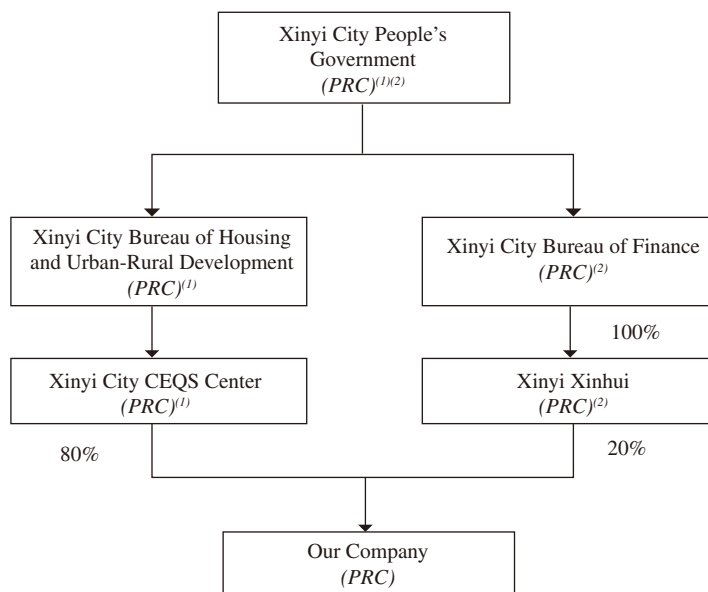 Xinyi City People's
Government
(PRC)(1)(2)
Xinyi City Bureau of Housing
and Urban-Rural Development
(PRC)(1)
Xinyi City Bureau of Finance
(PRC)(2)
100%
Xinyi City CEQS Center
(PRC)(1)
Xinyi Xinhui
(PRC)(2)
80%
20%
Our Company
(PRC)